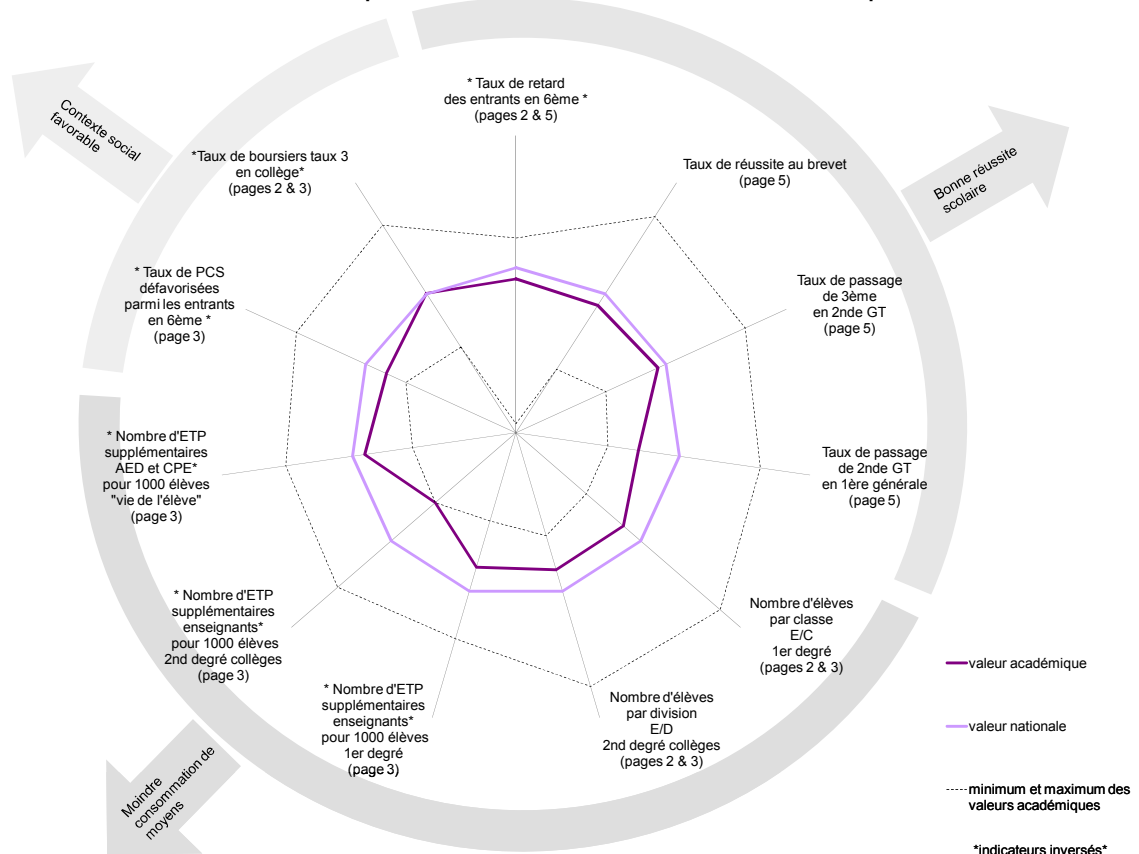 * Taux de retard
des entrants en 6ème *
(pages 2 & 5)
Contexte social
favorable
*Taux de boursiers taux 3
en collège*
(pages 2 & 3)
Taux de réussite au brevet
(page 5)
Bonne réussite
scolaire
* Taux de PCS
défavorisées
parmi les entrants
en 6ème *
(page 3)
Taux de passage
de 3ème
en 2nde GT
(page 5)
* Nombre d'ETP
supplémentaires
AED et CPE*
pour 1000 élèves
"vie de l'élève"
(page 3)
Taux de passage
de 2nde GT
en 1ère générale
(page 5)
* Nombre d'ETP
supplémentaires
enseignants*
pour 1000 élèves
2nd degré collèges
(page 3)
Nombre d'élèves
par classe
E/C
1er degré
(pages 2 & 3)
* Nombre d'ETP
supplémentaires
enseignants*
pour 1000 élèves
1er degré
(page 3)
Nombre d'élèves
par division
E/D
2nd degré collèges
(pages 2 & 3)
Moindre
consommation de
moyens
valeur académique
valeur nationale
minimum et maximum des
valeurs académiques
*indicateurs inversés*